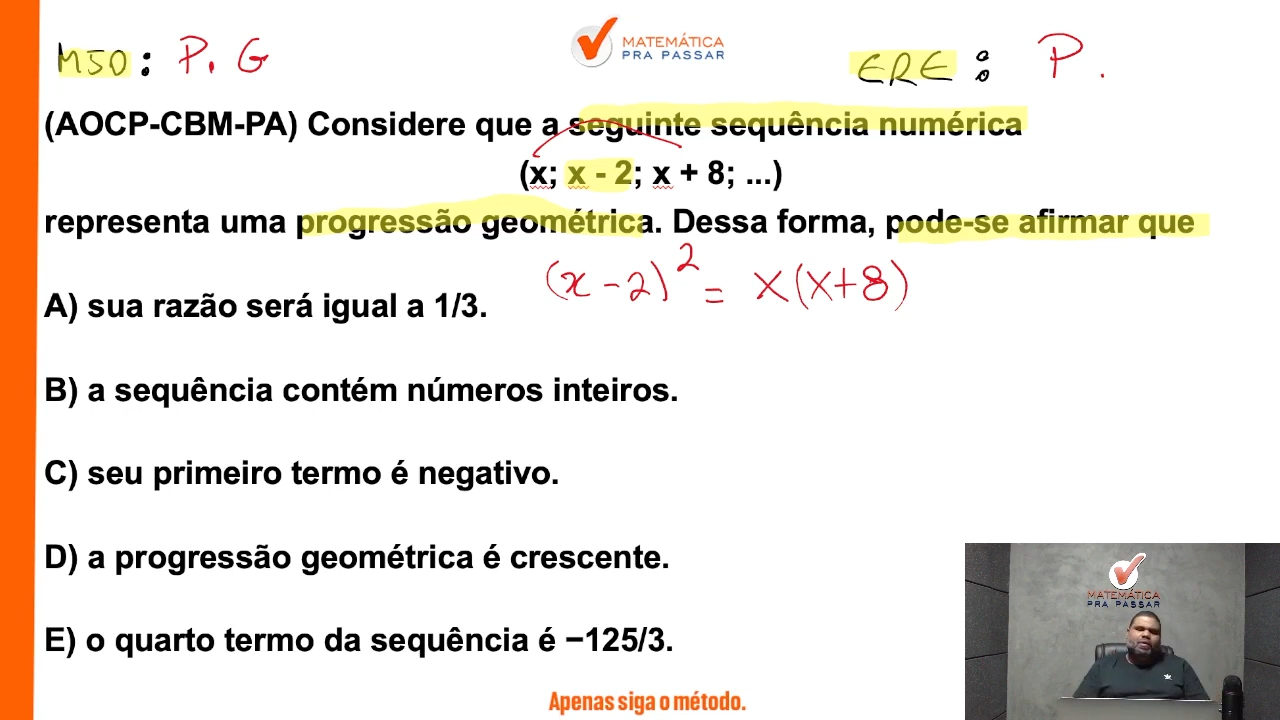 MSD: P. G
MATEMÁTICA
PRA PASSAR
ERE: P.
(AOCP-CBM-PA) Considere que a seguinte sequência numérica
(x; x - 2; x + 8; ...)
representa uma progressão geométrica. Dessa forma, pode-se afirmar que
(x - 2)² = x(x+8)
A) sua razão será igual a 1/3.
B) a sequência contém números inteiros.
C) seu primeiro termo é negativo.
D) a progressão geométrica é crescente.
E) o quarto termo da sequência é −125/3.
MATEMÁTICA
PRA PASSAR
Apenas siga o método.